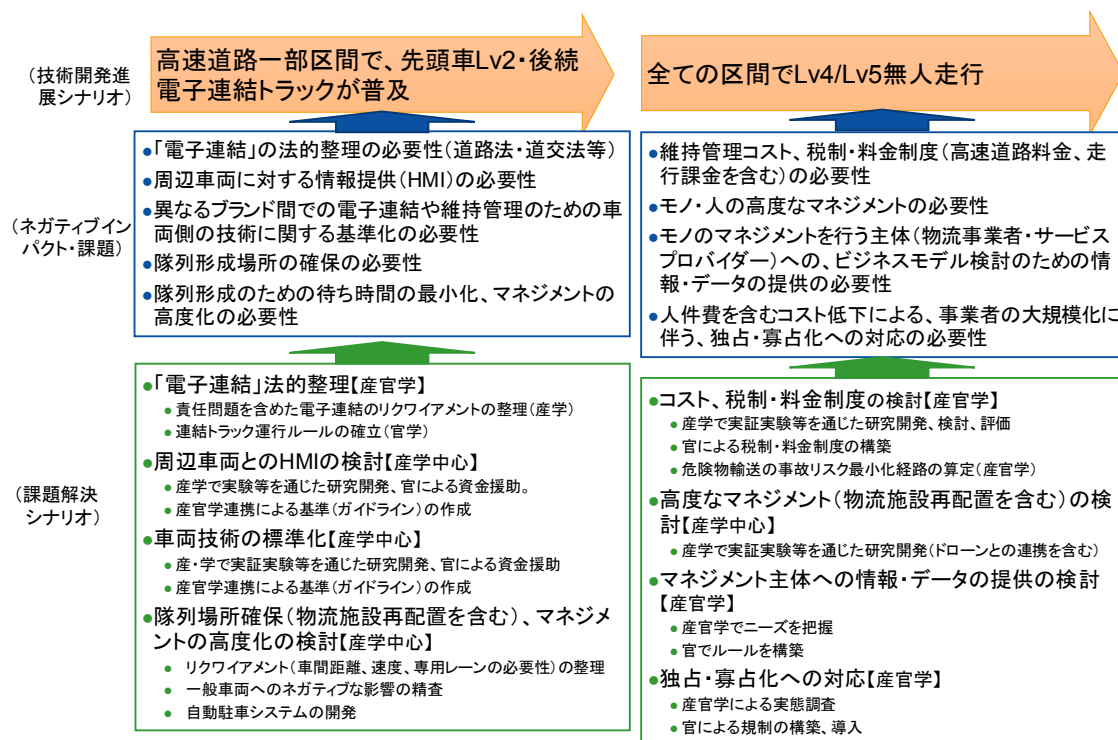 (技術開発進
展シナリオ)
高速道路一部区間で、先頭車Lv2・後続
電子連結トラックが普及
全ての区間でLv4/Lv5無人走行
(ネガティブイン
パクト・課題)
●「電子連結」の法的整理の必要性(道路法・道交法等)
●周辺車両に対する情報提供(HMI)の必要性
●異なるブランド間での電子連結や維持管理のための車
両側の技術に関する基準化の必要性
●隊列形成場所の確保の必要性
●隊列形成のための待ち時間の最小化、マネジメントの
高度化の必要性
●維持管理コスト、税制・料金制度(高速道路料金、走
行課金を含む)の必要性
●モノ・人の高度なマネジメントの必要性
●モノのマネジメントを行う主体(物流事業者・サービス
プロバイダー)への、ビジネスモデル検討のための情
報・データの提供の必要性
●人件費を含むコスト低下による、事業者の大規模化に
伴う、独占・寡占化への対応の必要性
(課題解決
シナリオ)
●「電子連結」法的整理【産官学】
●責任問題を含めた電子連結のリクワイアメントの整理(産学)
●連結トラック運行ルールの確立(官学)
●周辺車両とのHMIの検討【産学中心】
●産学で実験等を通じた研究開発、官による資金援助。
●産官学連携による基準(ガイドライン)の作成
●車両技術の標準化【産学中心】
●産・学で実証実験等を通じた研究開発、官による資金援助
●産官学連携による基準(ガイドライン)の作成
●隊列場所確保(物流施設再配置を含む)、マネジメ
ントの高度化の検討【産学中心】
●リクワイアメント(車間距離、速度、専用レーンの必要性)の整理
●一般車両へのネガティブな影響の精査
●自動駐車システムの開発
●コスト、税制・料金制度の検討【産官学】
●産学で実証実験等を通じた研究開発、検討、評価
●官による税制・料金制度の構築
●危険物輸送の事故リスク最小化経路の算定(産官学)
●高度なマネジメント(物流施設再配置を含む)の検
討【産学中心】
●産学で実証実験等を通じた研究開発(ドローンとの連携を含む)
●マネジメント主体への情報・データの提供の検討
【産官学】
●産官学でニーズを把握
●官でルールを構築
●独占・寡占化への対応【産官学】
●産官学による実態調査
●官による規制の構築、導入